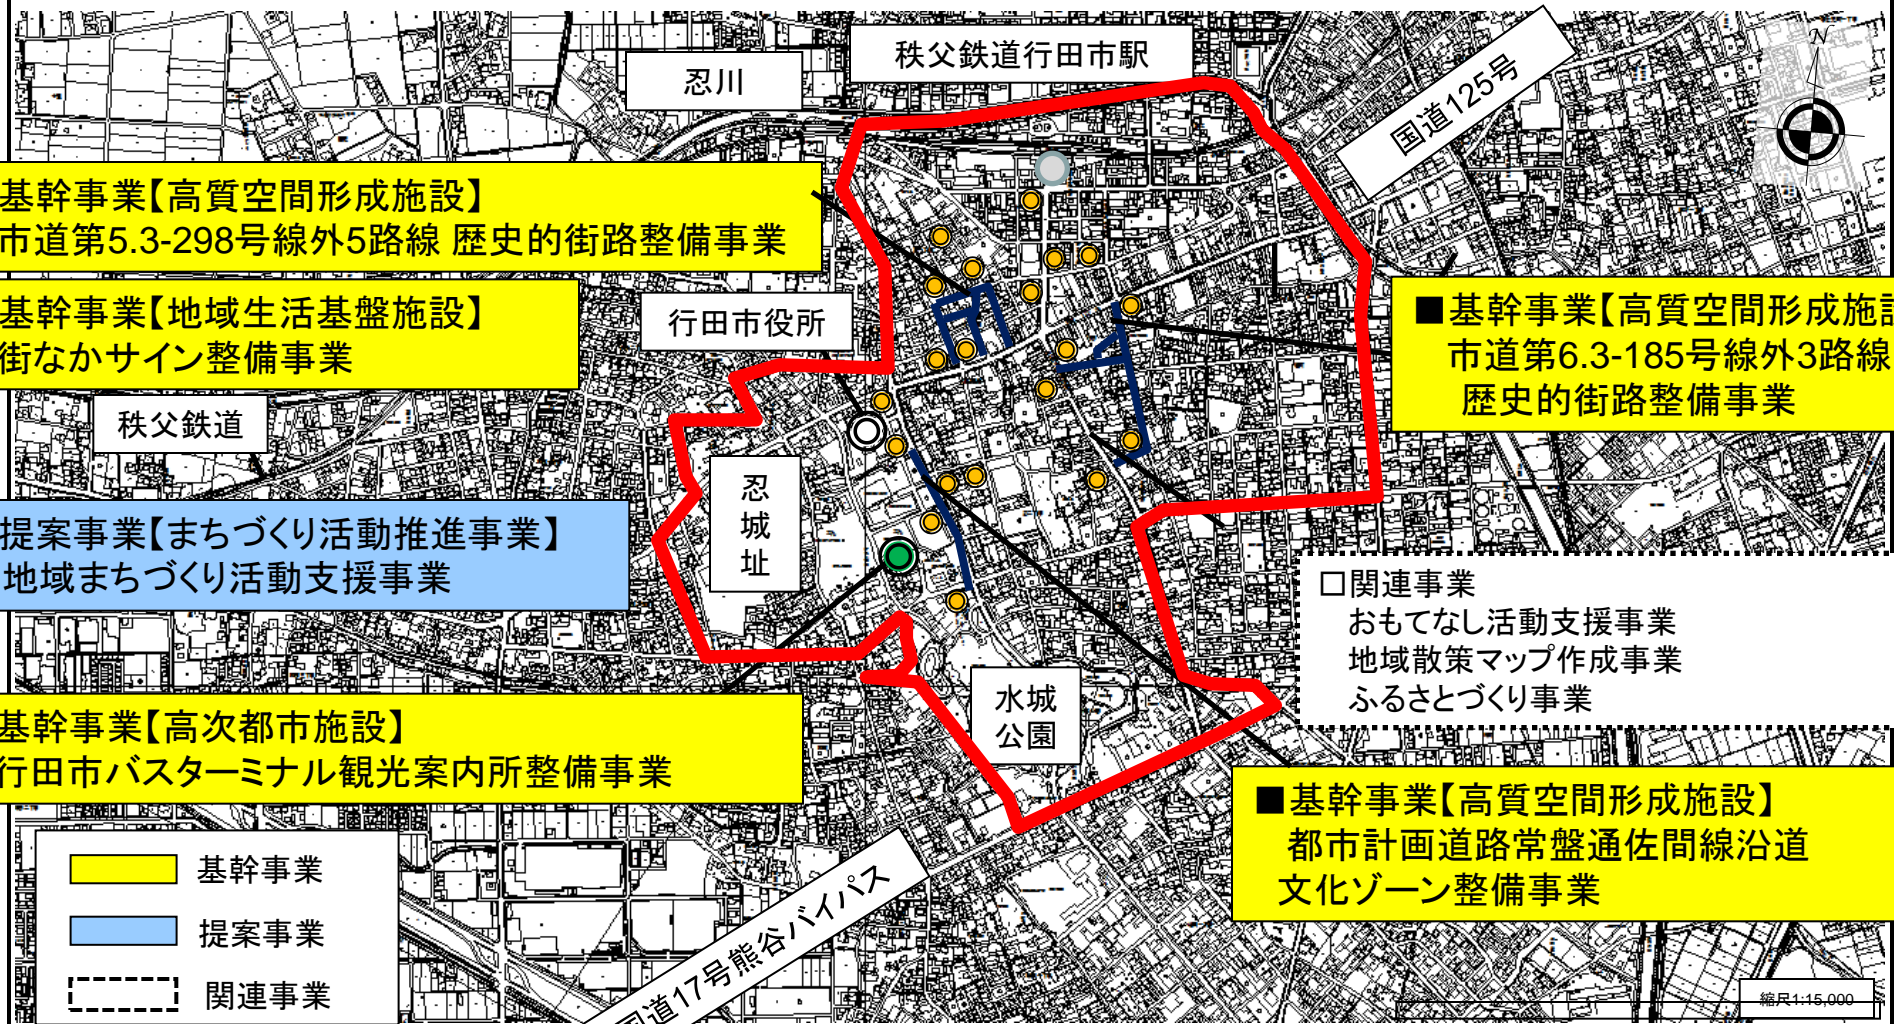 忍川
秩父鉄道行田市駅
国道125号
N
基幹事業【高質空間形成施設】
市道第5.3-298号線外5路線 歴史的街路整備事業
基幹事業【地域生活基盤施設】
街なかサイン整備事業
行田市役所
■基幹事業【高質空間形成施設
市道第6.3-185号線外3路線
歴史的街路整備事業
秩父鉄道
忍城址
提案事業【まちづくり活動推進事業】
地域まちづくり活動支援事業
□関連事業
おもてなし活動支援事業
地域散策マップ作成事業
ふるさとづくり事業
水城
公園
基幹事業【高次都市施設】
行田市バスターミナル観光案内所整備事業
■基幹事業【高質空間形成施設】
都市計画道路常盤通佐間線沿道
文化ゾーン整備事業
基幹事業
提案事業
関連事業
国道17号熊谷バイパス
縮尺1:15,000